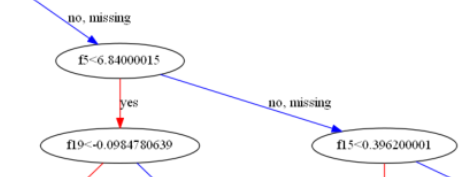 no, missing
f5<6.84000015
yes
no, missing
f19<-0.0984780639
f15<0.396200001